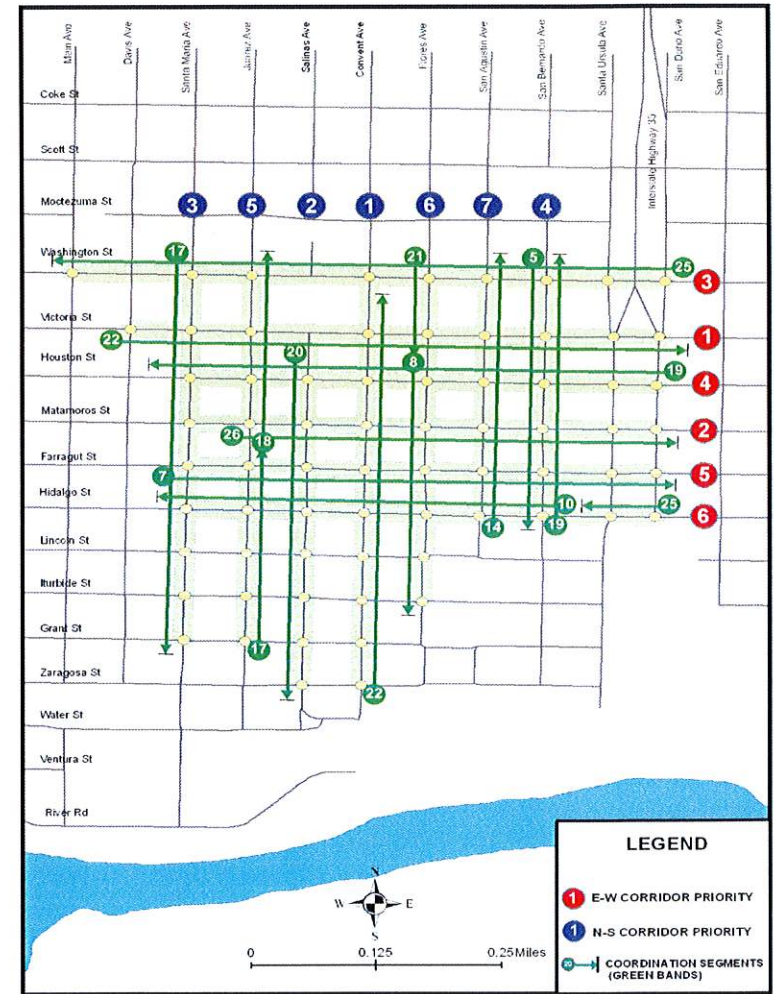 Main Ave
Davis Ave
Santa Maria Ave
Juarez Ave
Salinas Ave
Convent Ave
Flores Ave
San Agustin Ave
San Bernardo Ave
Santa Ursula Ave
San Dario Ave
San Eduardo Ave
Interstate Highway 35
Coke St
Scott St
Moctezuma St
3 5 2 1 6 7 4
Washington St
17 21 5 25 3
Victoria St
22 1
Houston St
20 8 19 4
Matamoros St
26 18 2
Farragut St
7 5
Hidalgo St
10 25 6
14 19
Lincoln St
Iturbide St
Grant St
17
Zaragosa St
22
Water St
Ventura St
River Rd
N
W E
S
0 0.125 0.25Miles
LEGEND
1 E-W CORRIDOR PRIORITY
1 N-S CORRIDOR PRIORITY
20 COORDINATION SEGMENTS
(GREEN BANDS)